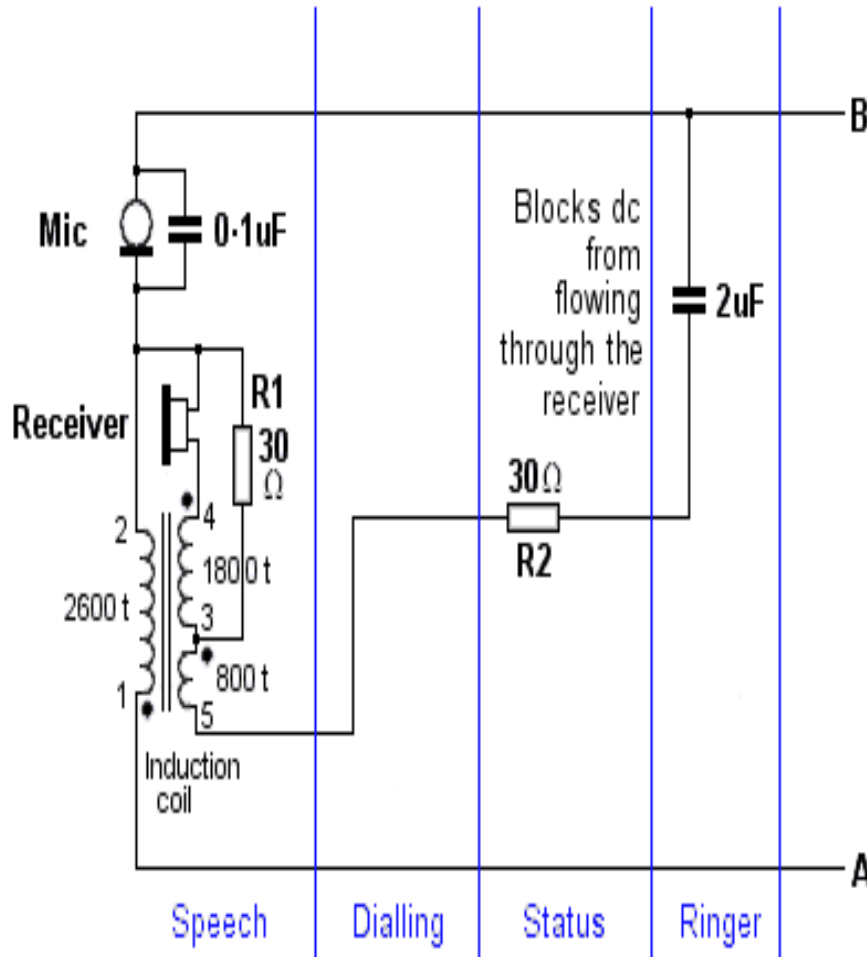 B
Mic
0·1uF
Blocks dc
from
flowing
through the
receiver
2uF
R1
30
Ω
Receiver
30Ω
R2
2
4
1800 t
2600 t
3
800 t
1
5
Induction
coil
A
Speech
Dialling
Status
Ringer